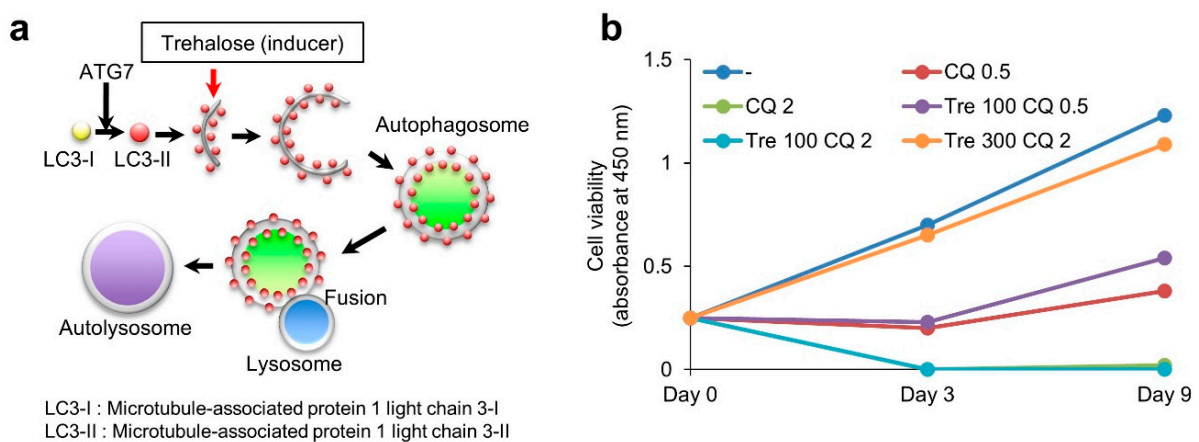 a
Trehalose (inducer)
ATG7
LC3-I
LC3-II
Autophagosome
Autolysosome
Fusion
Lysosome
LC3-I : Microtubule-associated protein 1 light chain 3-I
LC3-II : Microtubule-associated protein 1 light chain 3-II
b
Cell viability
(absorbance at 450 nm)
1.5
1
0.5
0
-
CQ 0.5
CQ 2
Tre 100 CQ 0.5
Tre 100 CQ 2
Tre 300 CQ 2
Day 0
Day 3
Day 9